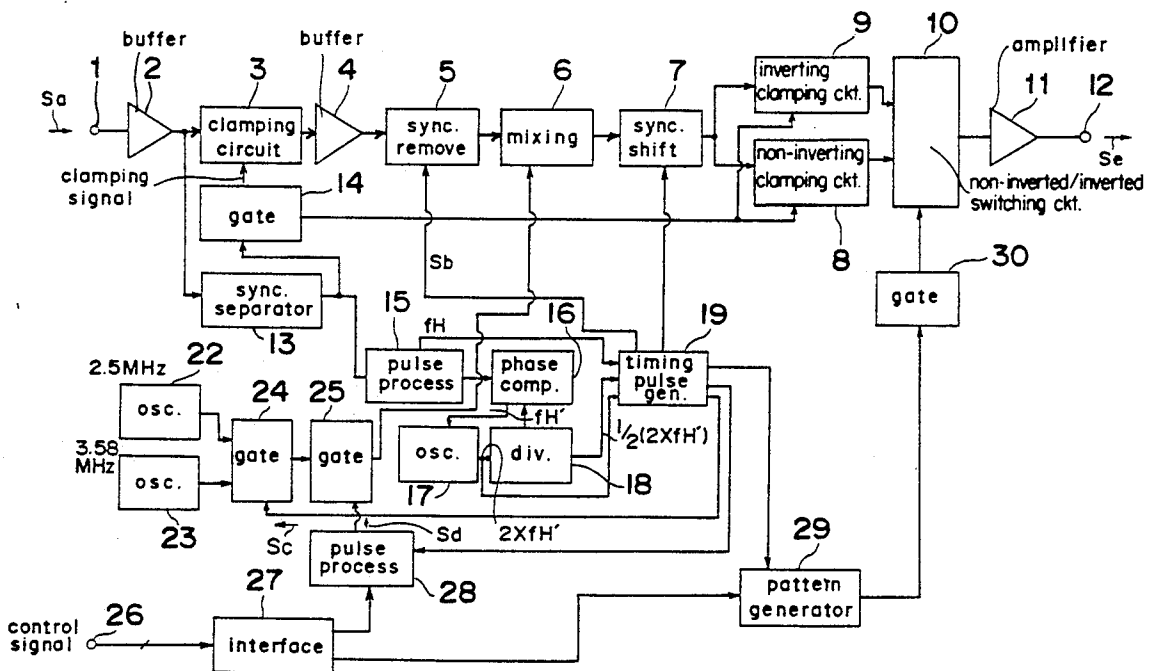 buffer
buffer
9
10
amplifier
1
2
3
4
5
6
7
11
12
Sa
Se
clamping
circuit
sync.
remove
mixing
sync.
shift
inverting
clamping ckt.
non-inverting
clamping ckt.
8
non-inverted/inverted
switching ckt.
clamping
signal
14
gate
Sb
30
gate
sync.
separator
13
15
fH
16
19
pulse
process
phase
comp.
timing
pulse
gen.
22
2.5MHz
osc.
24
25
fH'
1/2(2XfH')
3.58
MHz
osc.
23
gate
gate
osc.
17
div.
18
2XfH'
Sc
Sd
pulse
process
28
29
pattern
generator
control
signal
26
27
interface